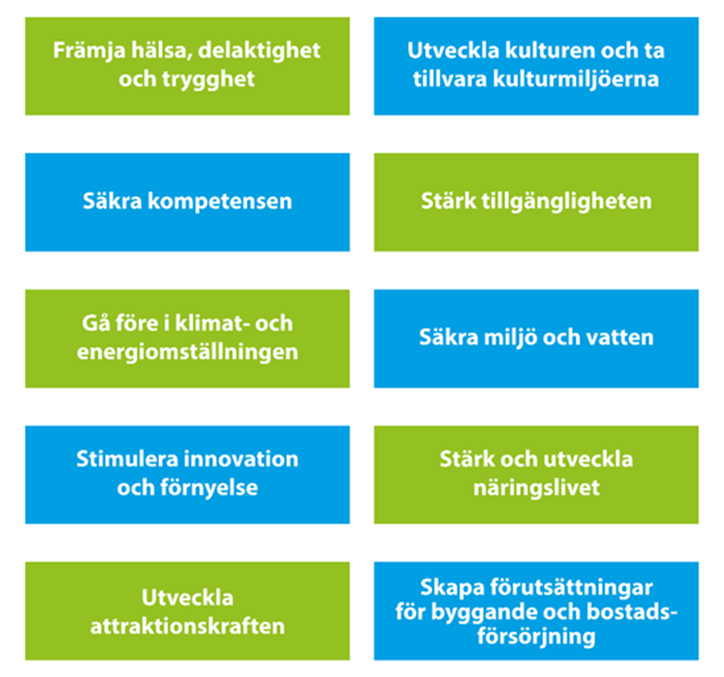 Främja hälsa, delaktighet
och trygghet
Utveckla kulturen och ta
tillvara kulturmiljöerna
Säkra kompetensen
Stärk tillgängligheten
Gå före i klimat- och
energiomställningen
Säkra miljö och vatten
Stimulera innovation
och förnyelse
Stärk och utveckla
näringslivet
Utveckla
attraktionskraften
Skapa förutsättningar
för byggande och bostads-
försörjning